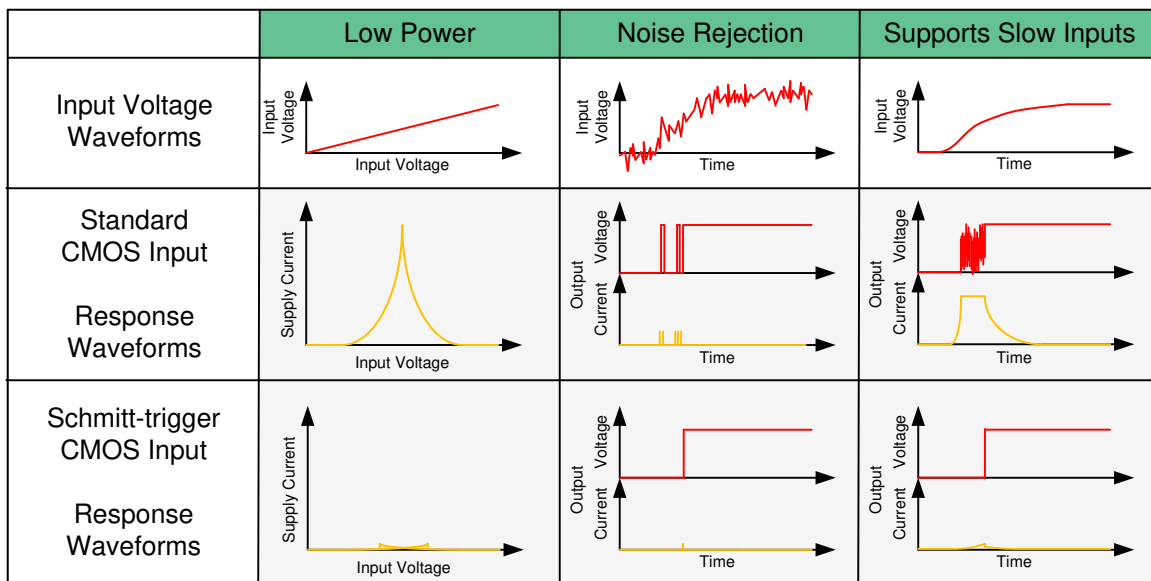 Low Power
Noise Rejection
Supports Slow Inputs
Input Voltage
Waveforms
Input
Voltage
Input Voltage
Input
Voltage
Time
Input
Voltage
Time
Standard
CMOS Input
Response
Waveforms
Supply Current
Input Voltage
Output
Voltage
Current
Time
Output
Voltage
Current
Time
Schmitt-trigger
CMOS Input
Response
Waveforms
Supply Current
Input Voltage
Output
Voltage
Current
Time
Output
Voltage
Current
Time